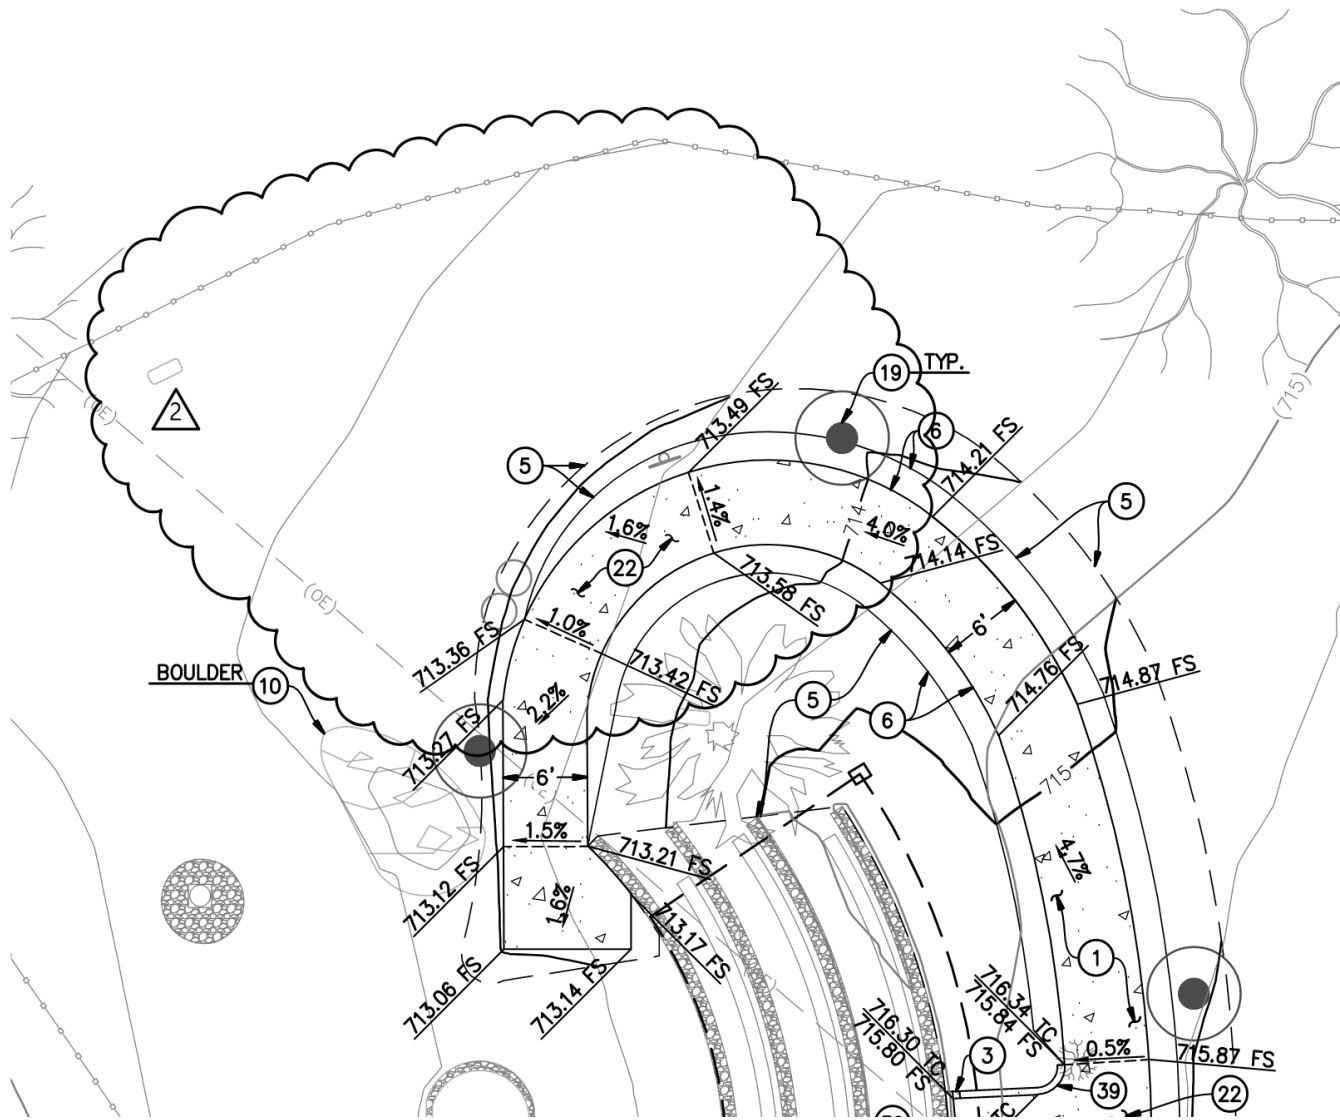 19
TYP.
(715)
2
(OE)
713.49 FS
6
5
714.21 FS
5
1.4%
1.6%
714
4.0%
714.14 FS
22
713.58 FS
(OE)
1.0%
6'
713.36 FS
713.42 FS
714.76 FS
714.87 FS
BOULDER
10
2.2%
5
6
713.27 FS
6'
715
1.5%
713.21 FS
4.7%
713.12 FS
1.6%
713.17 FS
1
713.06 FS
713.14 FS
716.34 TC
715.84 FS
716.30 TC
715.80 FS
3
0.5%
715.87 FS
39
22
TC